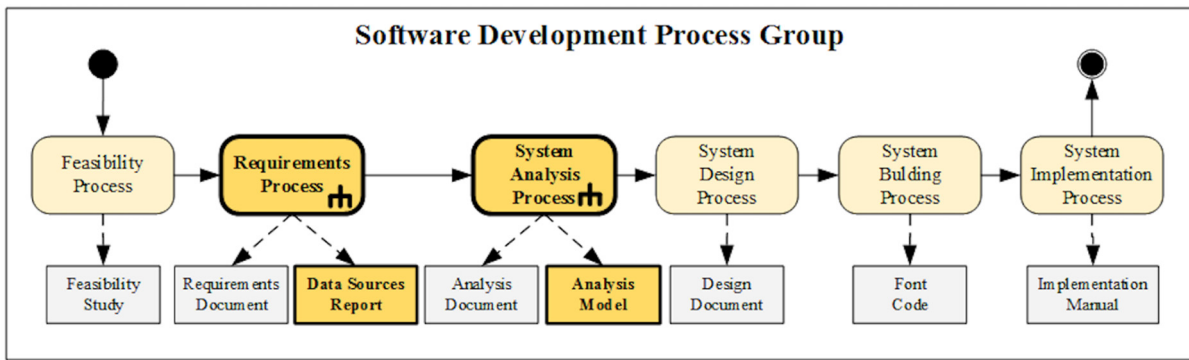 Software Development Process Group
Feasibility
Process
Requirements
Process
System
Analysis
Process
System
Design
Process
System
Bulding
Process
System
Implementation
Process
Feasibility
Study
Requirements
Document
Data Sources
Report
Analysis
Document
Analysis
Model
Design
Document
Font
Code
Implementation
Manual